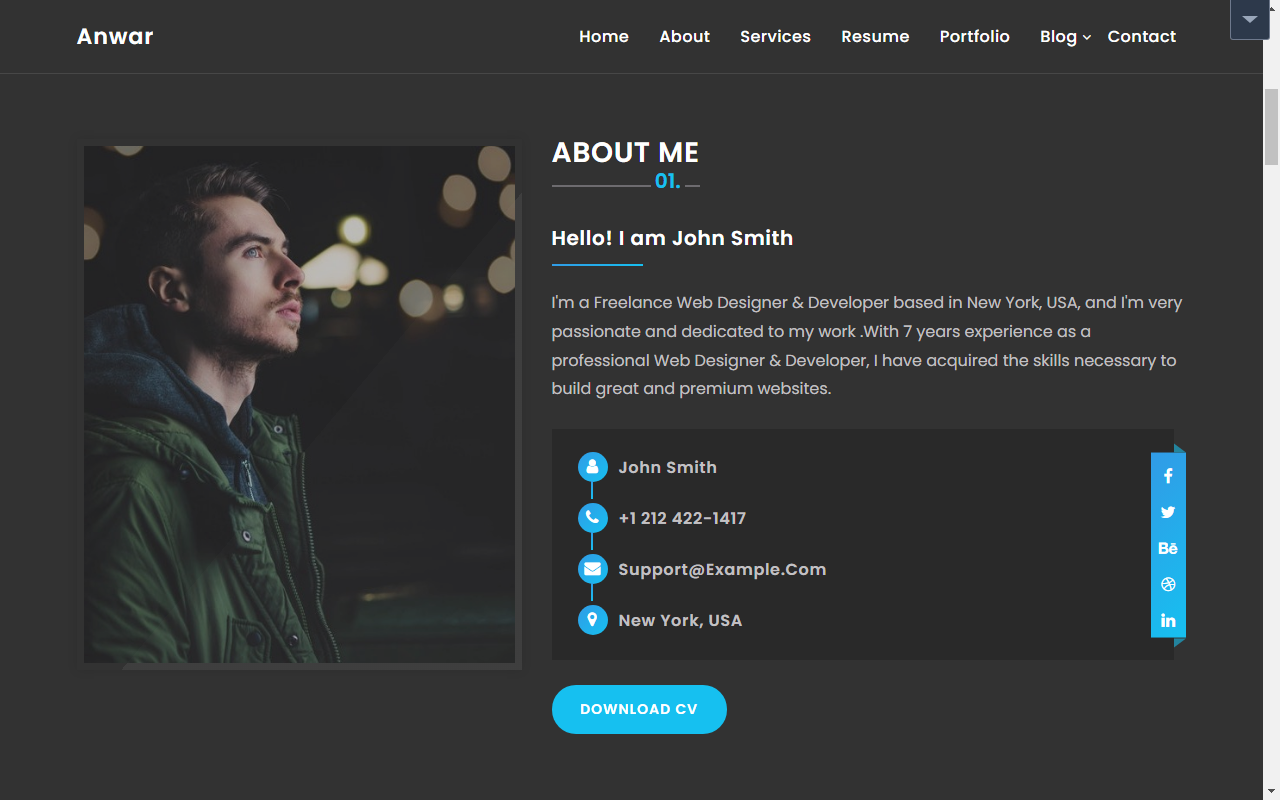 Anwar
Home About Services Resume Portfolio Blog Contact
ABOUT ME
01.
Hello! I am John Smith
I'm a Freelance Web Designer & Developer based in New York, USA, and I'm very
passionate and dedicated to my work .With 7 years experience as a
professional Web Designer & Developer, I have acquired the skills necessary to
build great and premium websites.
John Smith
+1 212 422-1417
Support@Example.Com
New York, USA
Bē
DOWNLOAD CV